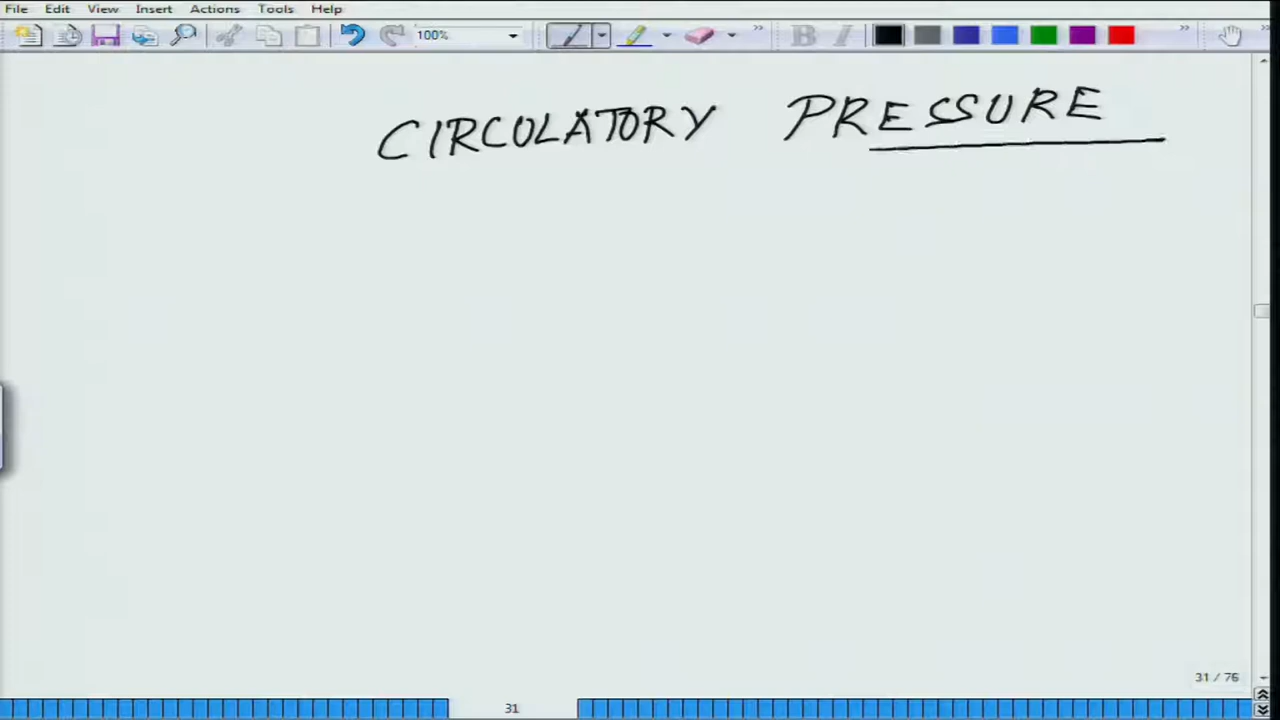 File Edit View Insert Actions Tools Help
100% B I
CIRCULATORY PRESSURE
31 / 76
31